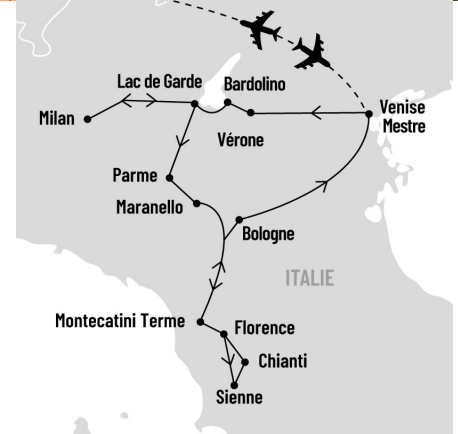 Lac de Garde
Bardolino
Milan
Venise
Mestre
Vérone
Parme
Maranello
Bologne
ITALIE
Montecatini Terme
Florence
Chianti
Sienne